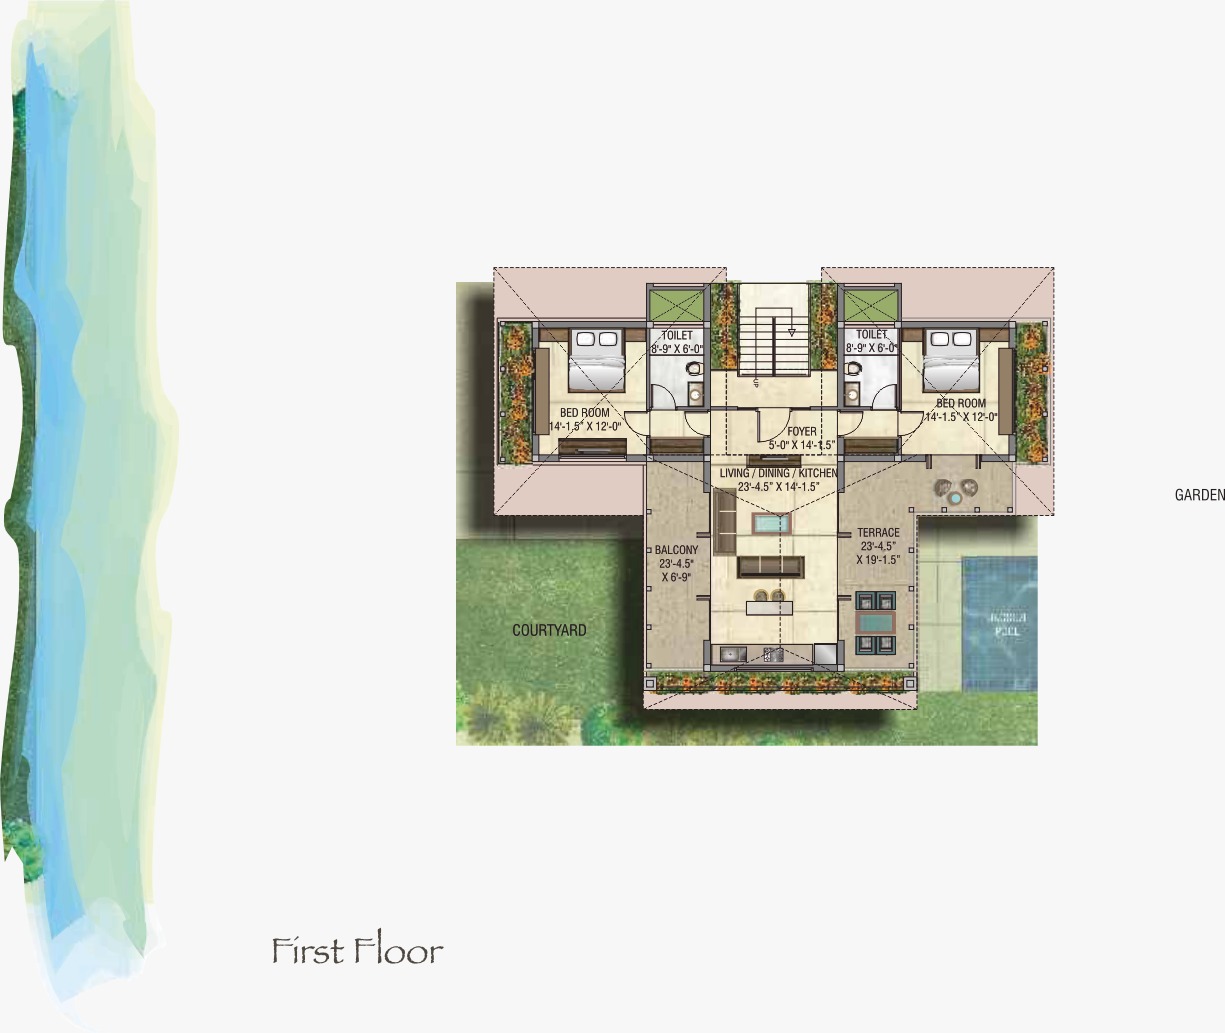 TOILET
8'-9" X 6'-0"
TOILET
8'-9" X 6'-0"
BED ROOM
14'-1.5" X 12'-0"
BED ROOM
14'-1.5" X 12'-0"
FOYER
5'-0" X 14'-1.5"
LIVING / DINING / KITCHEN
23'-4.5" X 14'-1.5"
GARDEN
BALCONY
23'-4.5"
X 6'-9"
TERRACE
23'-4.5"
X 19'-1.5"
COURTYARD
First Floor